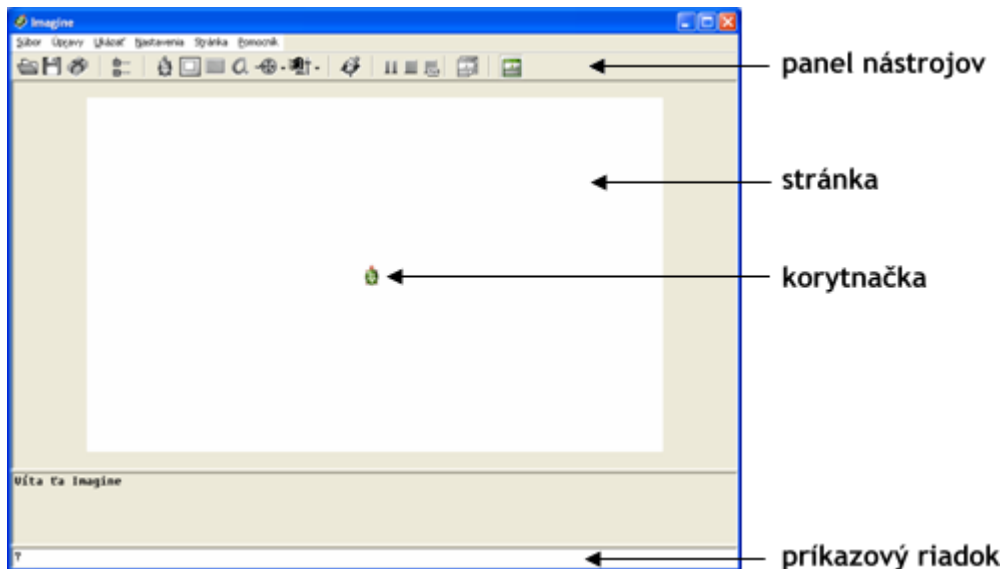 Imagine
Súbor Úpravy Ukázať Nastavenia Stránka Pomocník
panel nástrojov
stránka
korytnačka
Víta ťa Imagine
?
príkazový riadok